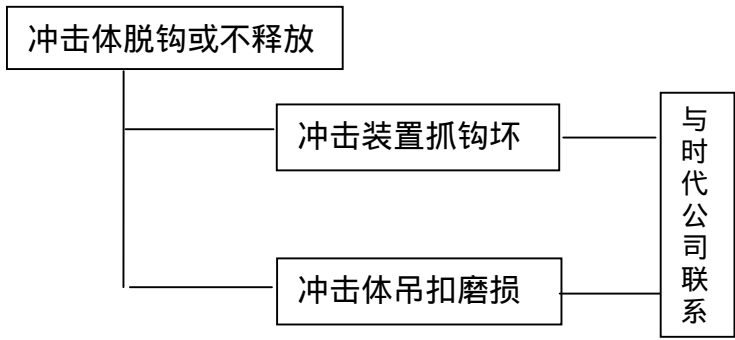 冲击体脱钩或不释放
冲击装置抓钩坏
冲击体吊扣磨损
与时代公司联系